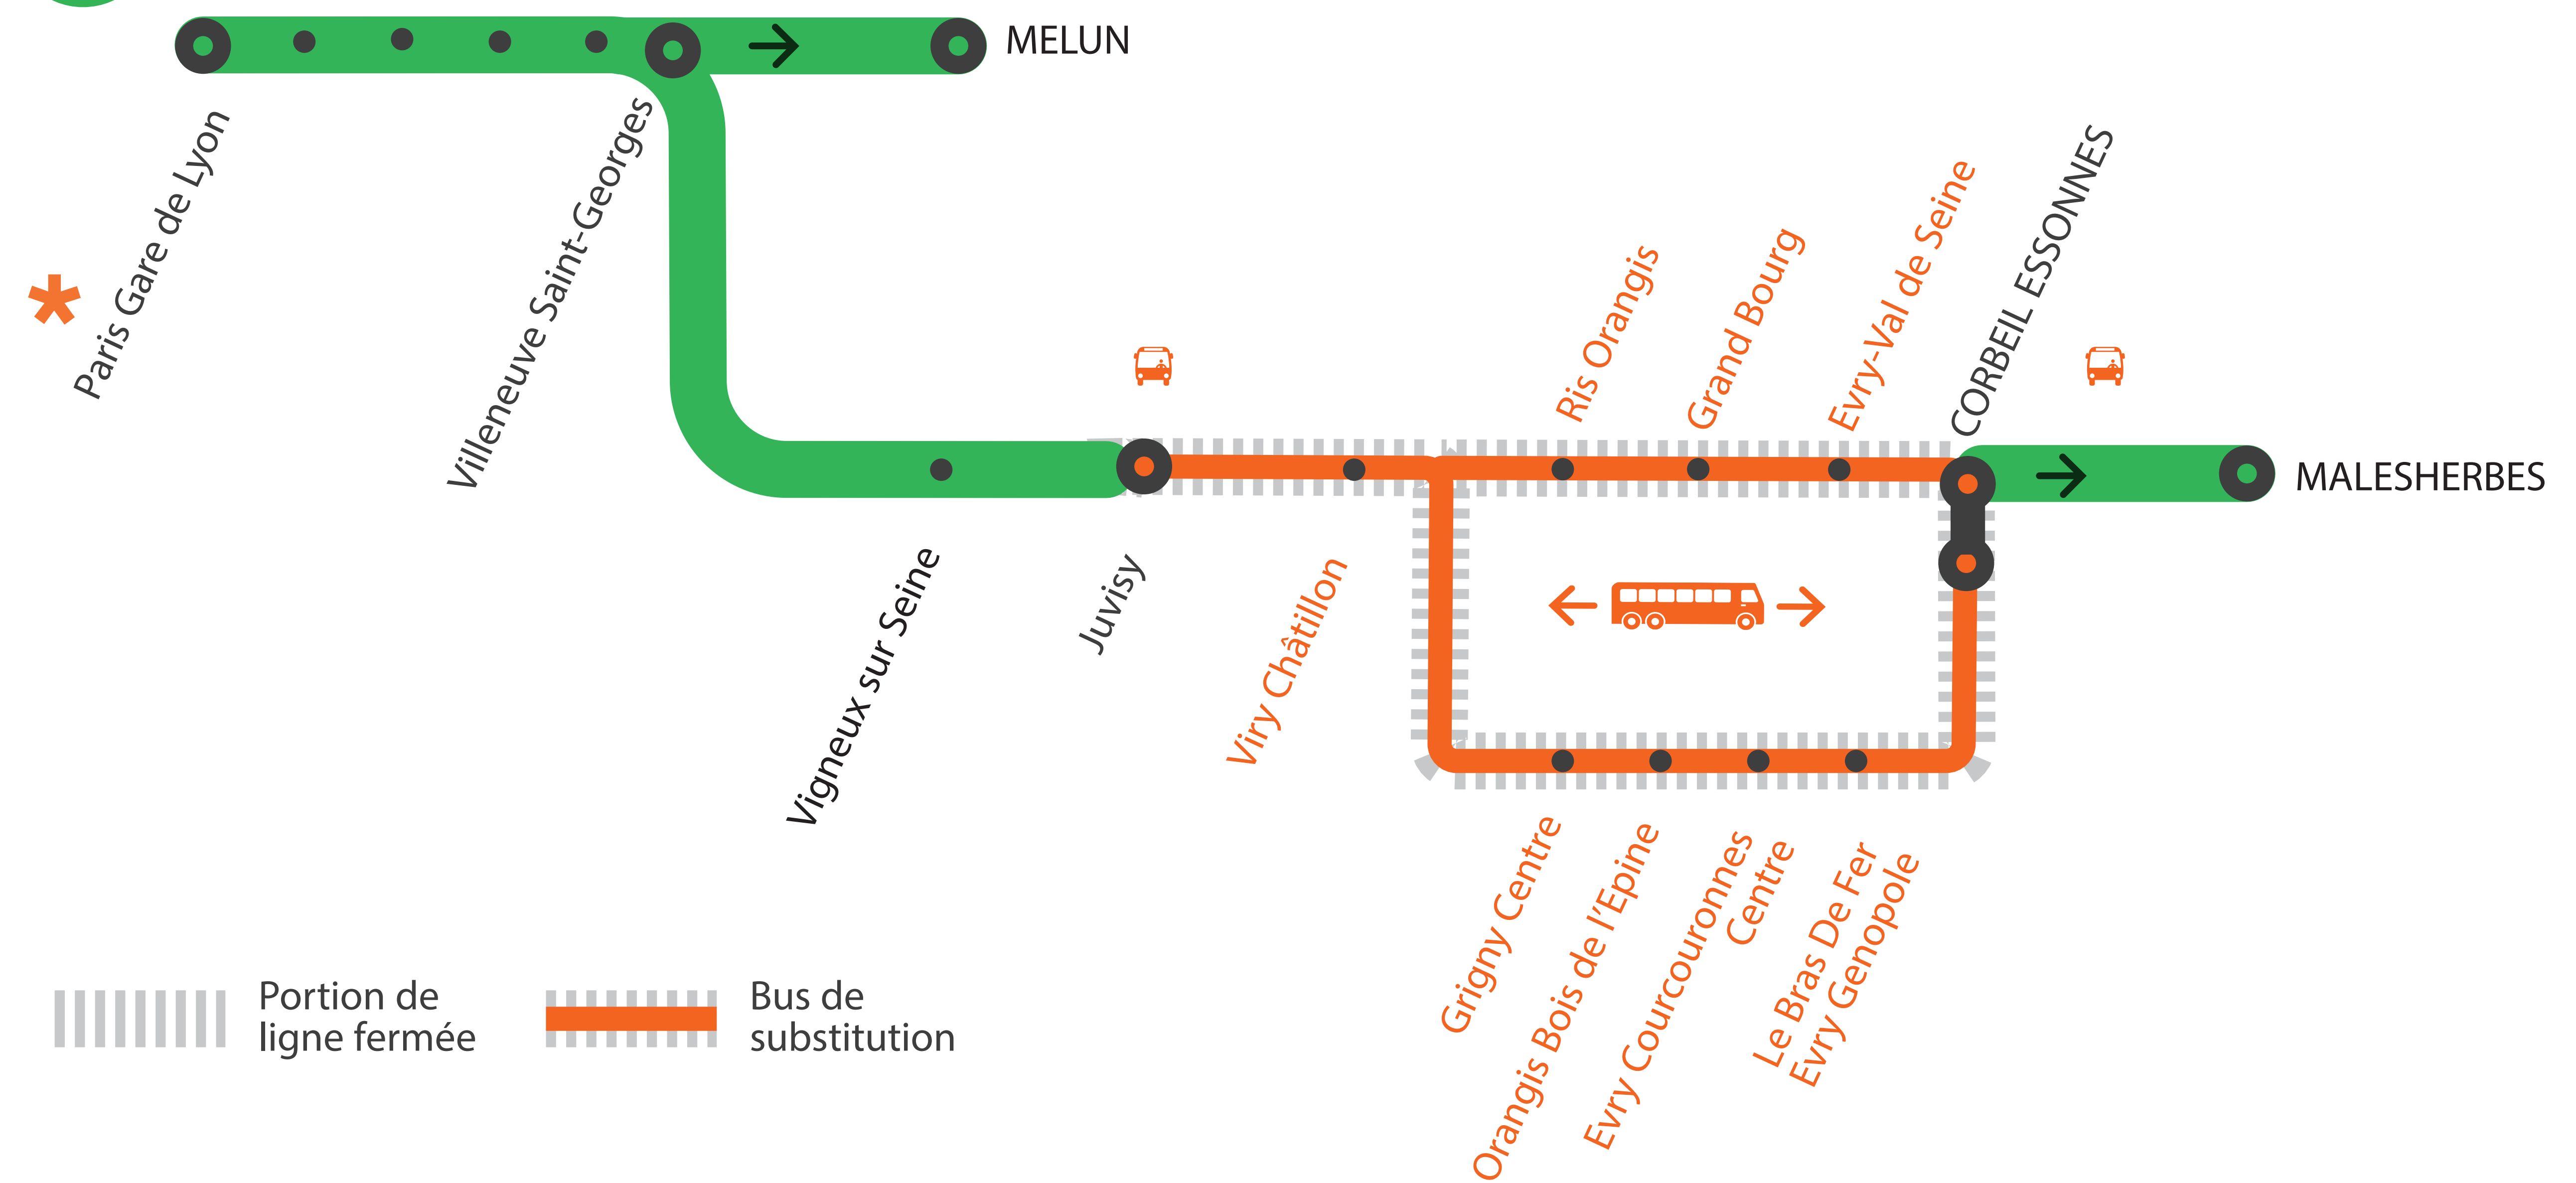 MELUN
Paris Gare de Lyon
*
Villeneuve Saint-Georges
Vigneux sur Seine
Juvisy
Viry Châtillon
Ris Orangis
Grand Bourg
Evry-Val de Seine
CORBEIL ESSONNES
MALESHERBES
Grigny Centre
Orangis Bois de l'Epine
Evry Courcouronnes
Centre
Le Bras De Fer
Evry Genopole
Portion de
ligne fermée
Bus de
substitution